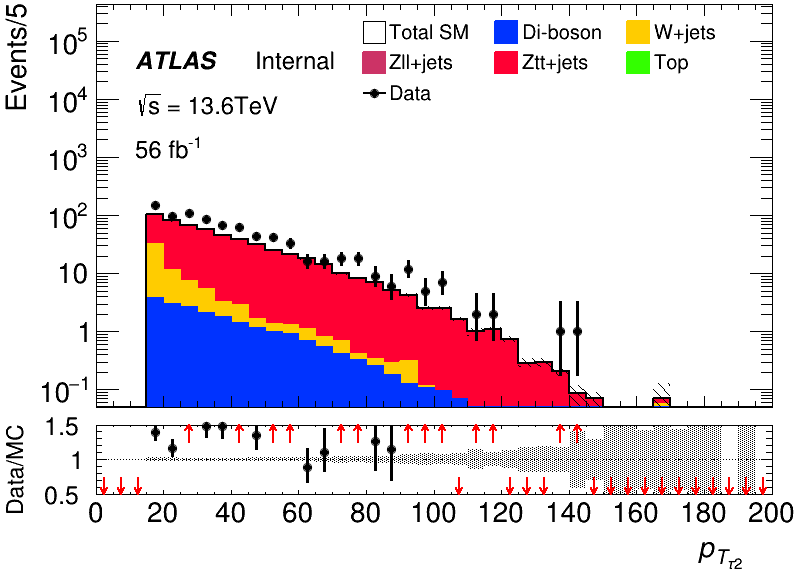 Events/5
10⁵
10⁴
10³
10²
10
1
10⁻¹
ATLAS Internal
√s = 13.6TeV
56 fb⁻¹
Total SM
Di-boson
W+jets
Zll+jets
Ztt+jets
Top
Data
Data/MC
1.5
1
0.5
0 20 40 60 80 100 120 140 160 180 200
p_{T_{τ2}}